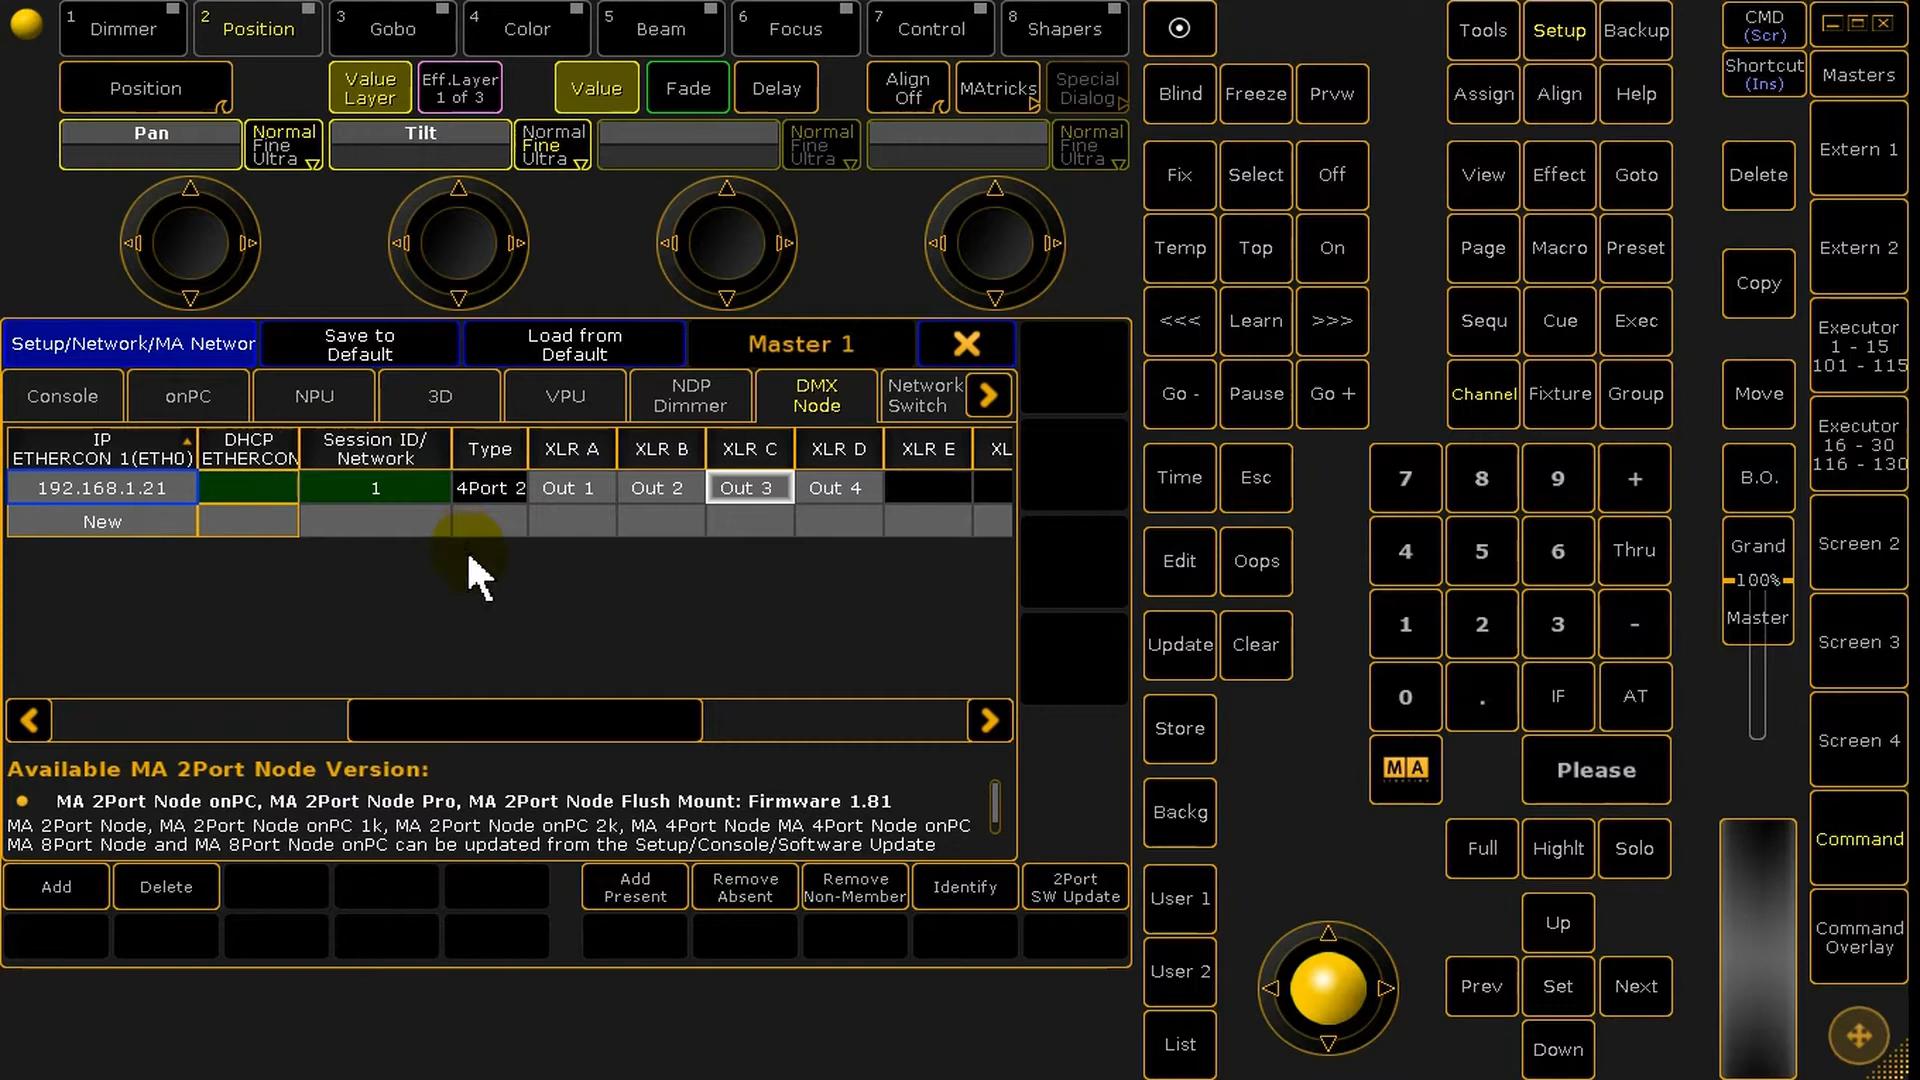 1 Dimmer
2 Position
3 Gobo
4 Color
5 Beam
6 Focus
7 Control
8 Shapers
Tools
Setup
Backup
CMD
(Scr)
Position
Value
Layer
Eff.Layer
1 of 3
Value
Fade
Delay
Align
Off
MAtricks
Special
Dialog
Blind
Freeze
Prvw
Assign
Align
Help
Shortcut
(Ins)
Masters
Pan
Normal
Fine
Ultra
Tilt
Normal
Fine
Ultra
Normal
Fine
Ultra
Normal
Fine
Ultra
Fix
Select
Off
View
Effect
Goto
Delete
Extern 1
Temp
Top
On
Page
Macro
Preset
Copy
Extern 2
<<<
Learn
>>>
Sequ
Cue
Exec
Executor
1 - 15
101 - 115
Setup/Network/MA Networ
Save to
Default
Load from
Default
Master 1
Console
onPC
NPU
3D
VPU
NDP
Dimmer
DMX
Node
Network
Switch
Go -
Pause
Go +
Channel
Fixture
Group
Move
Executor
16 - 30
116 - 130
IP
ETHERCON 1(ETH0)
DHCP
ETHERCON
Session ID/
Network
Type
XLR A
XLR B
XLR C
XLR D
XLR E
XL
192.168.1.21
1
4Port 2
Out 1
Out 2
Out 3
Out 4
New
Time
Esc
7
8
9
+
B.O.
Edit
Oops
4
5
6
Thru
Grand
100%
Master
Screen 2
Update
Clear
1
2
3
-
Screen 3
Store
0
.
IF
AT
Screen 4
Available MA 2Port Node Version:
MA 2Port Node onPC, MA 2Port Node Pro, MA 2Port Node Flush Mount: Firmware 1.81
MA 2Port Node, MA 2Port Node onPC 1k, MA 2Port Node onPC 2k, MA 4Port Node MA 4Port Node onPC
MA 8Port Node and MA 8Port Node onPC can be updated from the Setup/Console/Software Update
Backg
MA
Please
Full
Highlt
Solo
Command
Add
Delete
Add
Present
Remove
Absent
Remove
Non-Member
Identify
2Port
SW Update
User 1
Up
Command
Overlay
User 2
Prev
Set
Next
List
Down